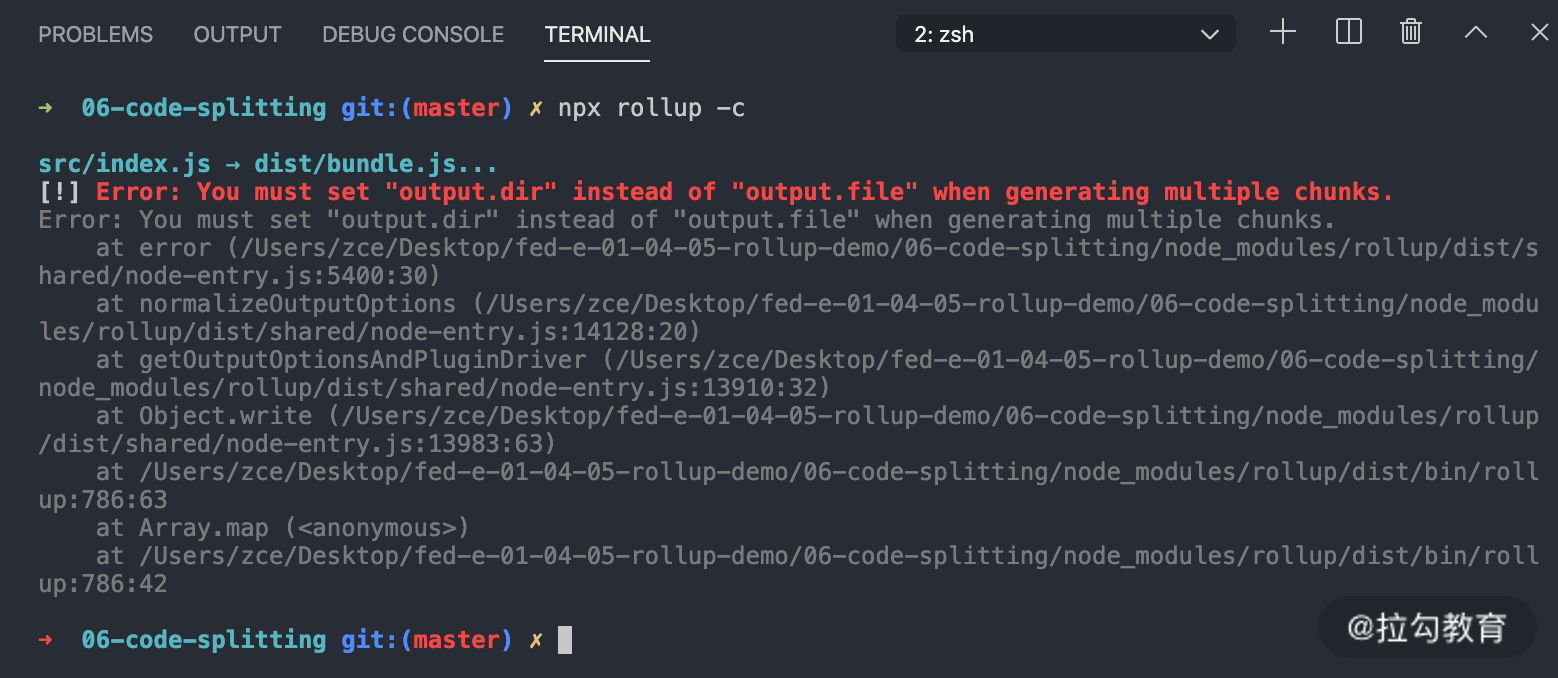 PROBLEMS OUTPUT DEBUG CONSOLE TERMINAL 2: zsh
➜ 06-code-splitting git:(master) ✗ npx rollup -c
src/index.js → dist/bundle.js...
[!] Error: You must set "output.dir" instead of "output.file" when generating multiple chunks.
Error: You must set "output.dir" instead of "output.file" when generating multiple chunks.
    at error (/Users/zce/Desktop/fed-e-01-04-05-rollup-demo/06-code-splitting/node_modules/rollup/dist/s
hared/node-entry.js:5400:30)
    at normalizeOutputOptions (/Users/zce/Desktop/fed-e-01-04-05-rollup-demo/06-code-splitting/node_modu
les/rollup/dist/shared/node-entry.js:14128:20)
    at getOutputOptionsAndPluginDriver (/Users/zce/Desktop/fed-e-01-04-05-rollup-demo/06-code-splitting/
node_modules/rollup/dist/shared/node-entry.js:13910:32)
    at Object.write (/Users/zce/Desktop/fed-e-01-04-05-rollup-demo/06-code-splitting/node_modules/rollup
/dist/shared/node-entry.js:13983:63)
    at /Users/zce/Desktop/fed-e-01-04-05-rollup-demo/06-code-splitting/node_modules/rollup/dist/bin/roll
up:786:63
    at Array.map (<anonymous>)
    at /Users/zce/Desktop/fed-e-01-04-05-rollup-demo/06-code-splitting/node_modules/rollup/dist/bin/roll
up:786:42
➜ 06-code-splitting git:(master) ✗
@拉勾教育